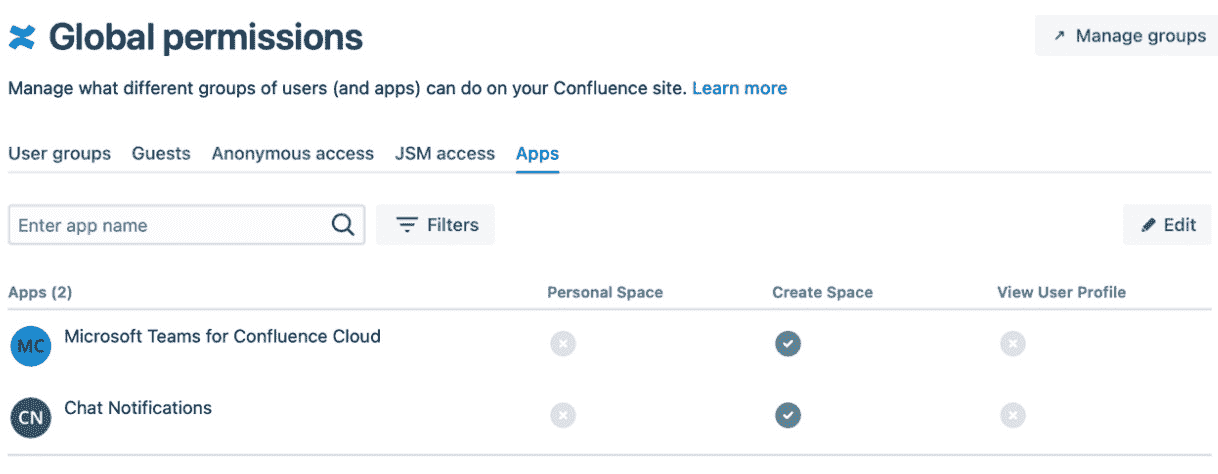 Global permissions
Manage groups
Manage what different groups of users (and apps) can do on your Confluence site. Learn more
User groups Guests Anonymous access JSM access Apps
Enter app name Filters Edit
Apps (2) Personal Space Create Space View User Profile
MC Microsoft Teams for Confluence Cloud
CN Chat Notifications